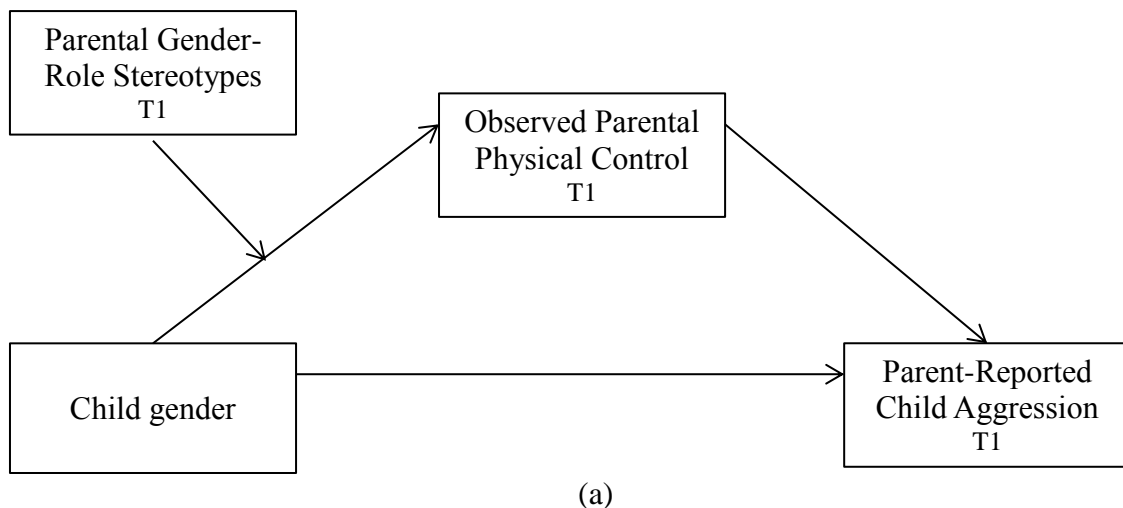 Parental Gender-
Role Stereotypes
T1
Observed Parental
Physical Control
T1
Child gender
Parent-Reported
Child Aggression
T1
(a)